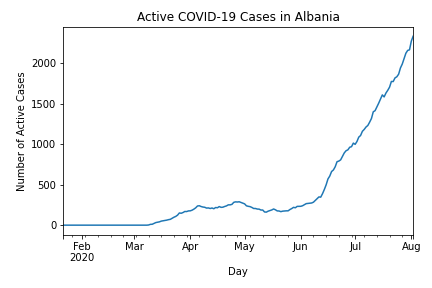 Active COVID-19 Cases in Albania
Number of Active Cases
2000
1500
1000
500
0
Feb
2020
Mar
Apr
May
Jun
Jul
Aug
Day